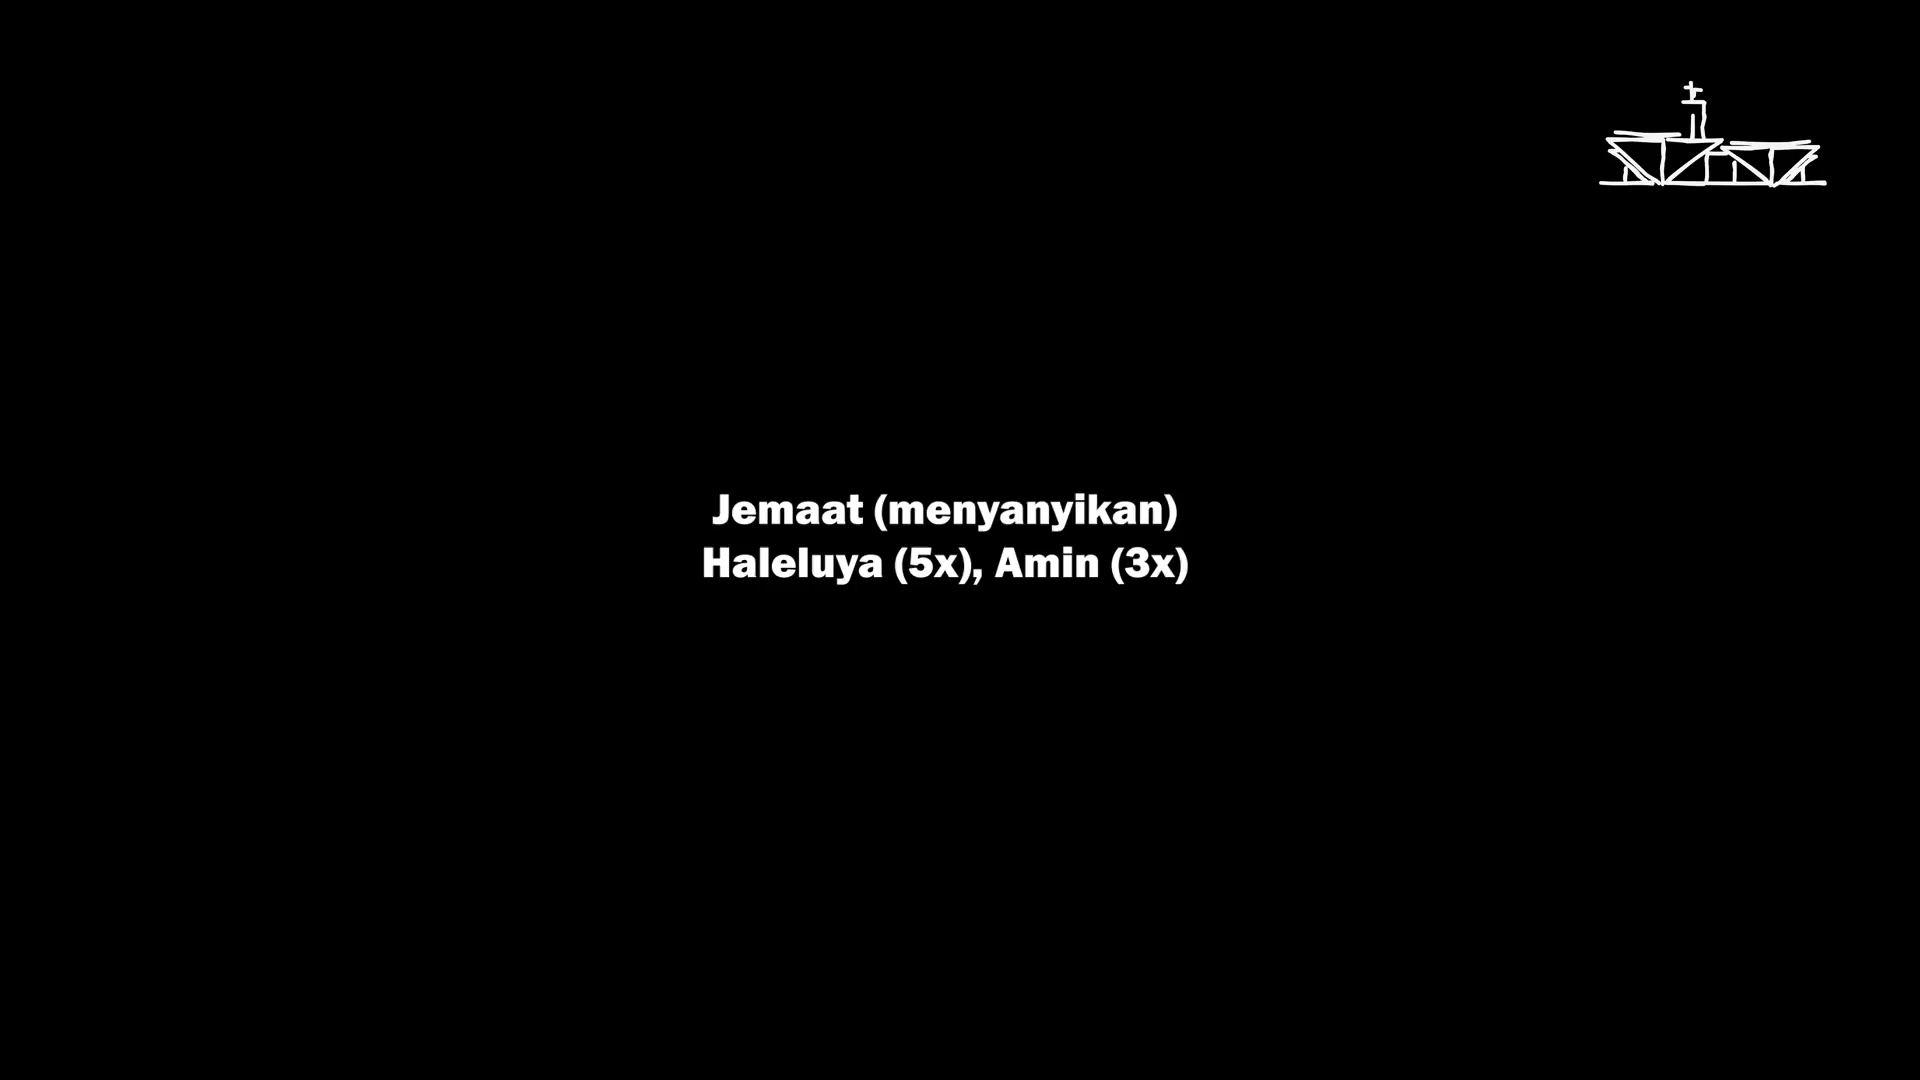 Jemaat (menyanyikan)
Haleluya (5x), Amin (3x)